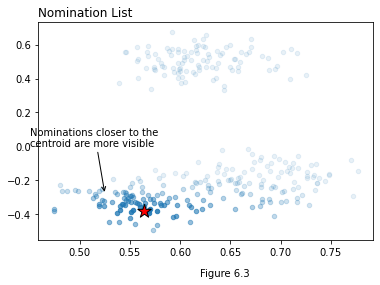 Nomination List
0.6
0.4
0.2
0.0
−0.2
−0.4
Nominations closer to the
centroid are more visible
0.50 0.55 0.60 0.65 0.70 0.75
Figure 6.3